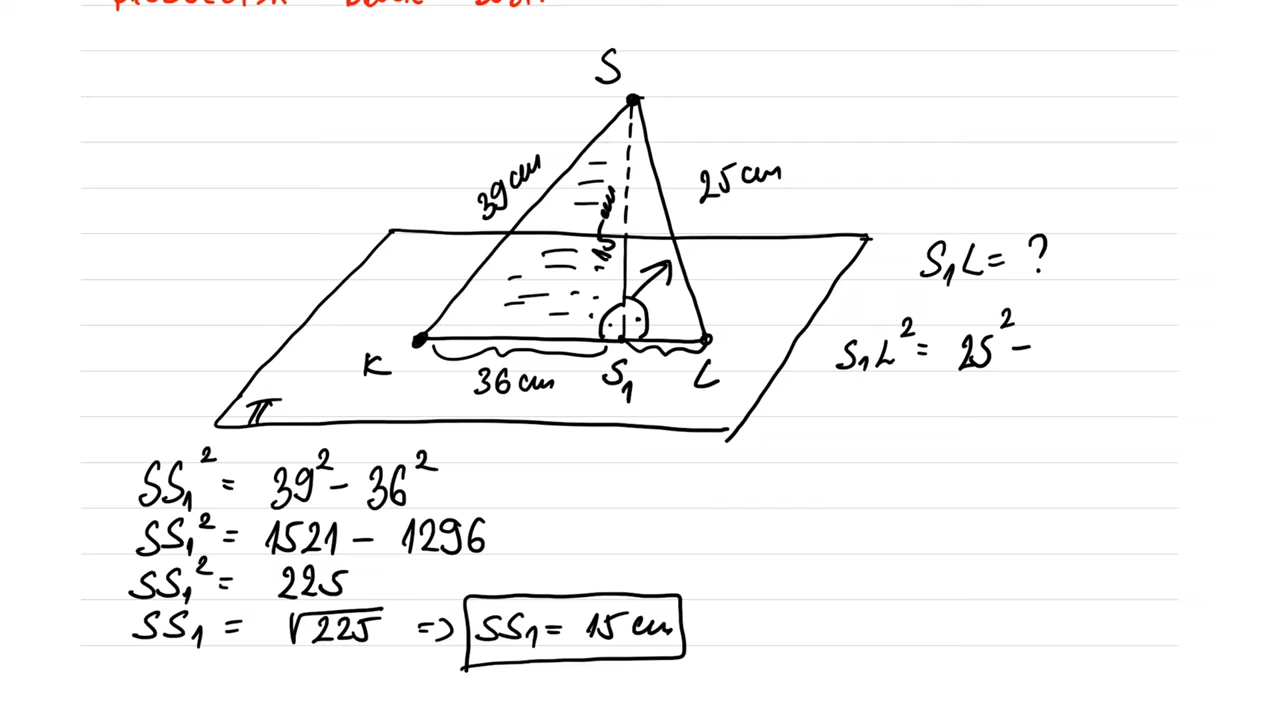 S
39 cm
25 cm
15 cm
S₁L = ?
S₁L² = 25² -
K
36 cm
S₁
L
π
SS₁² = 39² - 36²
SS₁² = 1521 - 1296
SS₁² = 225
SS₁ = √225 => SS₁ = 15 cm